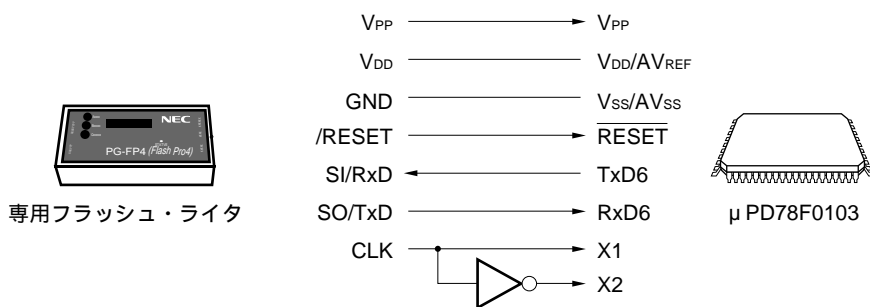 VPP VPP
VDD VDD/AVREF
GND VSS/AVSS
/RESET RESET
SI/RxD TxD6
SO/TxD RxD6
CLK X1
X2
NEC
PG-FP4 (Flash Pro4)
専用フラッシュ・ライタ
μPD78F0103